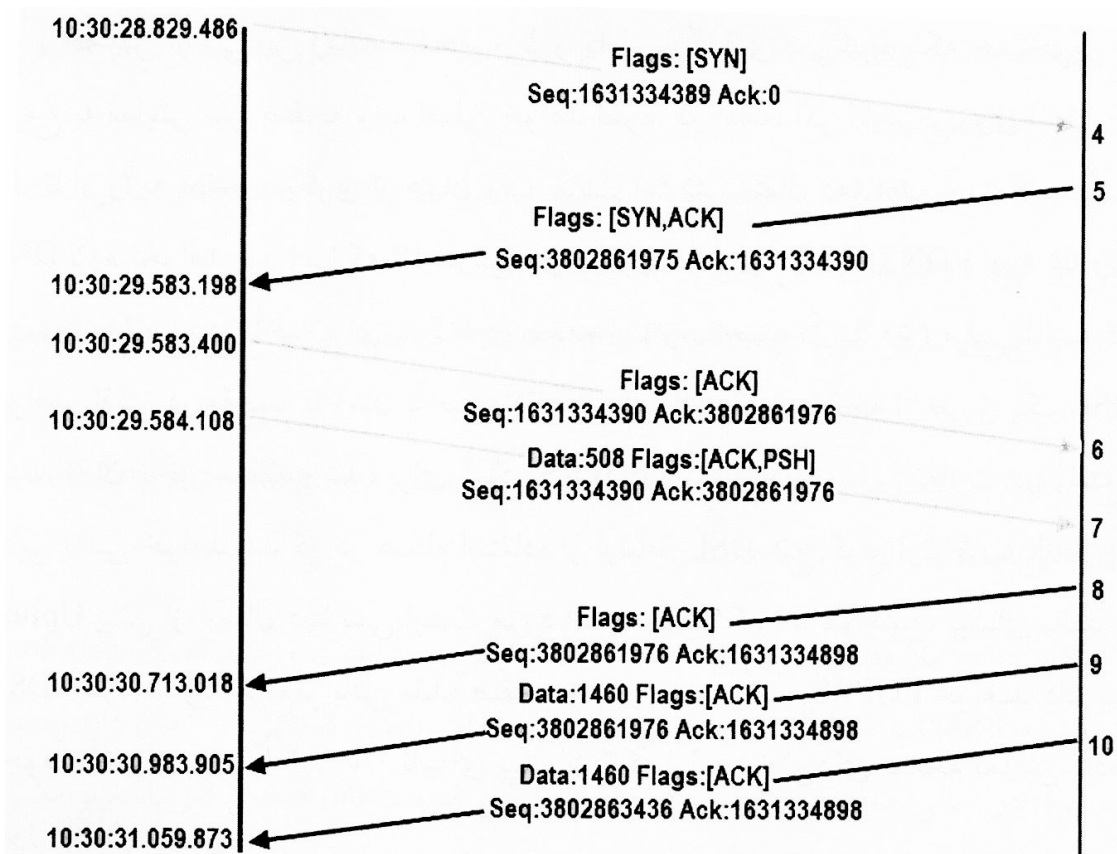 10:30:28.829.486
Flags: [SYN]
Seq:1631334389 Ack:0
4
5
Flags: [SYN,ACK]
Seq:3802861975 Ack:1631334390
10:30:29.583.198
10:30:29.583.400
Flags: [ACK]
Seq:1631334390 Ack:3802861976
10:30:29.584.108
6
Data:508 Flags:[ACK,PSH]
Seq:1631334390 Ack:3802861976
7
8
Flags: [ACK]
Seq:3802861976 Ack:1631334898
9
10:30:30.713.018
Data:1460 Flags:[ACK]
Seq:3802861976 Ack:1631334898
10
10:30:30.983.905
Data:1460 Flags:[ACK]
Seq:3802863436 Ack:1631334898
10:30:31.059.873